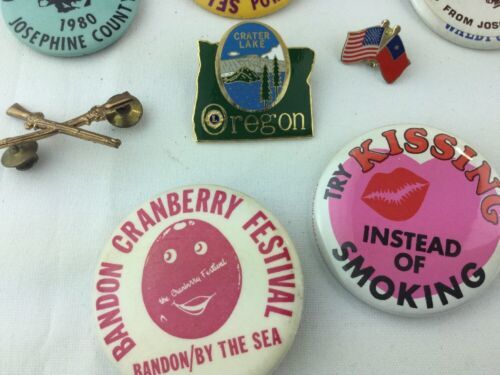 1980
JOSEPHINE COUNTY
SEL
FROM JOS
CRATER
LAKE
Oregon
BANDON CRANBERRY FESTIVAL
the Cranberry Festival
BANDON/BY THE SEA
TRY KISSING
INSTEAD
OF
SMOKING